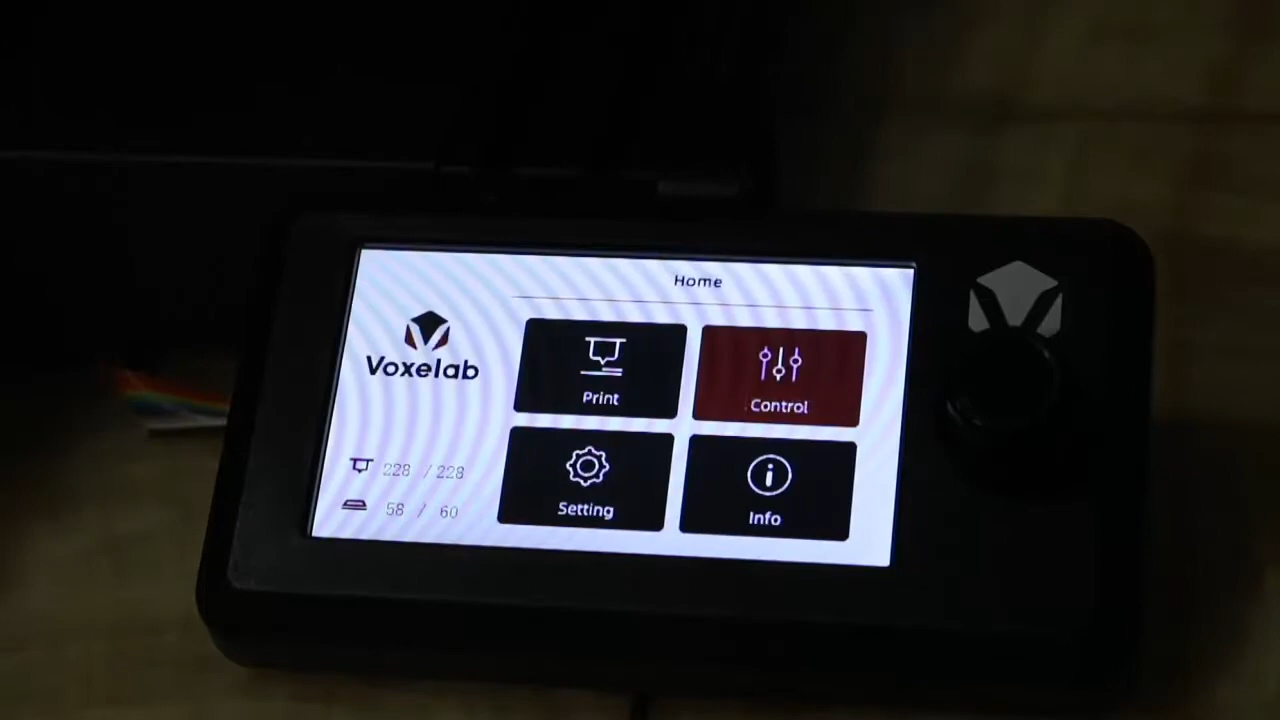 Home
Voxelab
Print
Control
228 / 228
58 / 60
Setting
Info